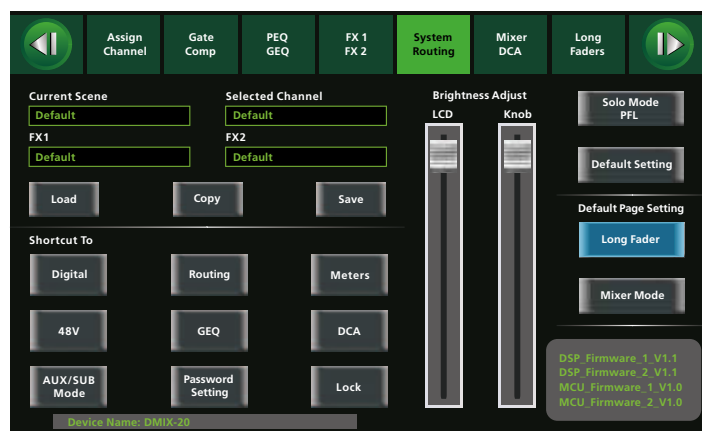 Assign Channel
Gate Comp
PEQ GEQ
FX 1 FX 2
System Routing
Mixer DCA
Long Faders
Current Scene
Default
Selected Channel
Default
FX1
Default
FX2
Default
Load
Copy
Save
Shortcut To
Digital
Routing
Meters
48V
GEQ
DCA
AUX/SUB
Mode
Password
Setting
Lock
Device Name: DMIX-20
Brightness Adjust
LCD
Knob
Solo Mode
PFL
Default Setting
Default Page Setting
Long Fader
Mixer Mode
DSP_Firmware_1_V1.1
DSP_Firmware_2_V1.1
MCU_Firmware_1_V1.0
MCU_Firmware_2_V1.0